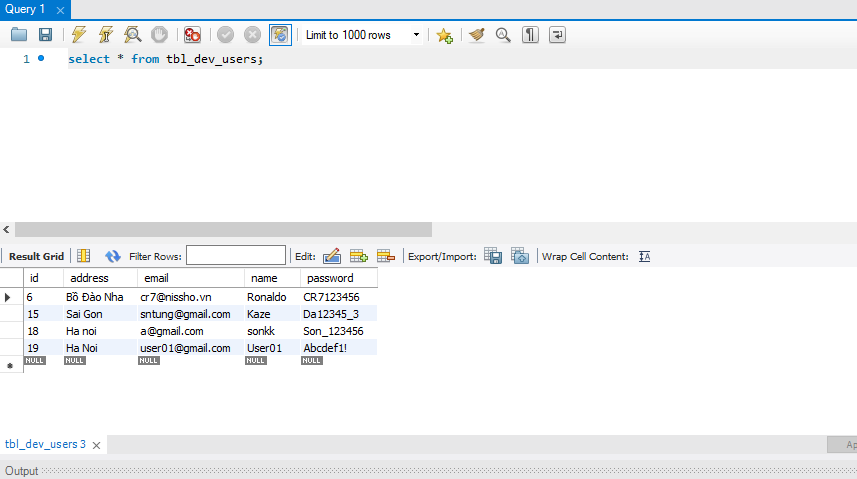 Query 1
Limit to 1000 rows
1 select * from tbl_dev_users;
Result Grid Filter Rows: Edit: Export/Import: Wrap Cell Content:
id address email name password
6 Bồ Đào Nha cr7@nissho.vn Ronaldo CR7123456
15 Sai Gon sntung@gmail.com Kaze Da12345_3
18 Ha noi a@gmail.com sonkk Son_123456
19 Ha Noi user01@gmail.com User01 Abcdef1!
NULL NULL NULL NULL NULL
tbl_dev_users 3 Ap
Output